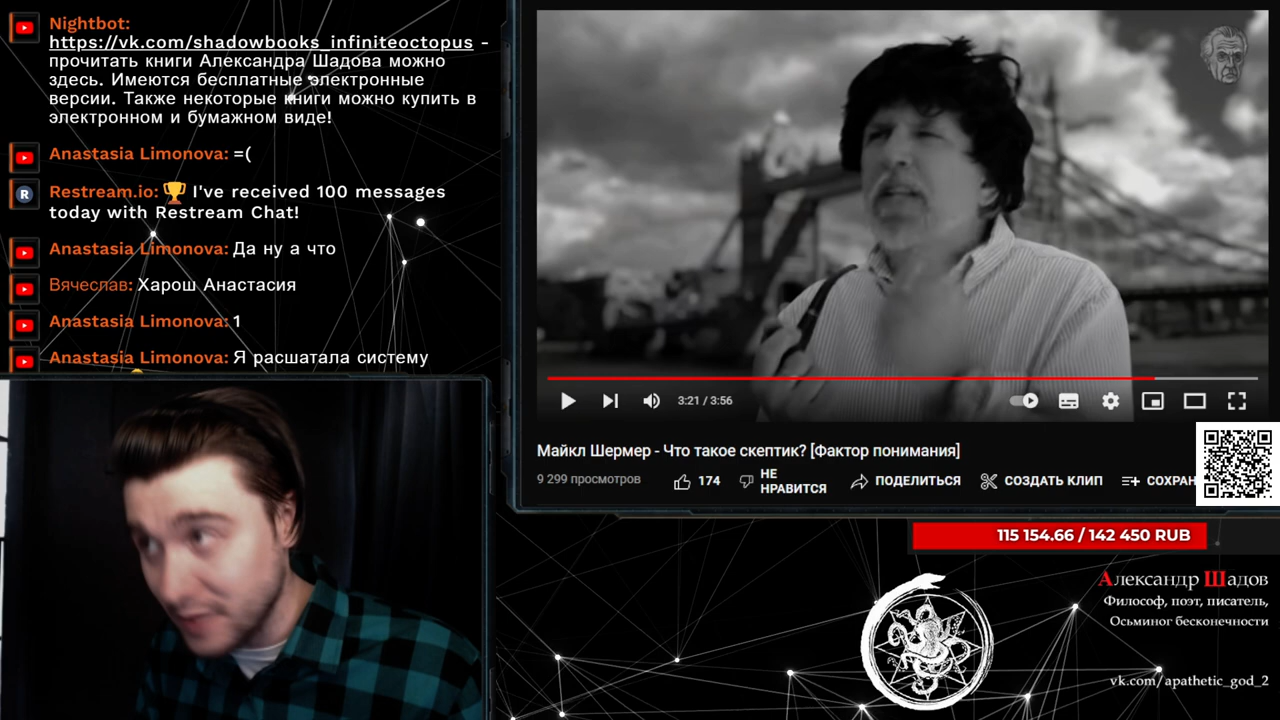 Nightbot:
https://vk.com/shadowbooks_infiniteoctopus -
прочитать книги Александра Шадова можно
здесь. Имеются бесплатные электронные
версии. Также некоторые книги можно купить в
электронном и бумажном виде!
Anastasia Limonova: =(
R
Restream.io: 🏆 I've received 100 messages
today with Restream Chat!
Anastasia Limonova: Да ну а что
Вячеслав: Харош Анастасия
Anastasia Limonova: 1
Anastasia Limonova: Я расшатала систему
3:21 / 3:56
Майкл Шермер - Что такое скептик? [Фактор понимания]
9 299 просмотров
174
НЕ
НРАВИТСЯ
ПОДЕЛИТЬСЯ
СОЗДАТЬ КЛИП
СОХРАН
115 154.66 / 142 450 RUB
Александр Шадов
Философ, поэт, писатель,
Осьминог бесконечности
vk.com/apathetic_god_2